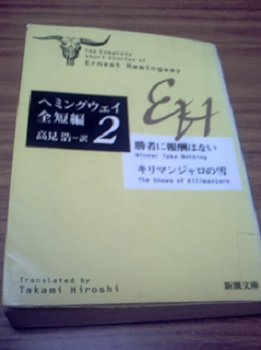 The Complete
Short Stories of
Ernest Hemingway
EH
ヘミングウェイ
全短編 2
高見 浩=訳
勝者に報酬はない
Winner Take Nothing
キリマンジャロの雪
The Snows of Kilimanjaro
Translated by
Takami Hiroshi
新潮文庫